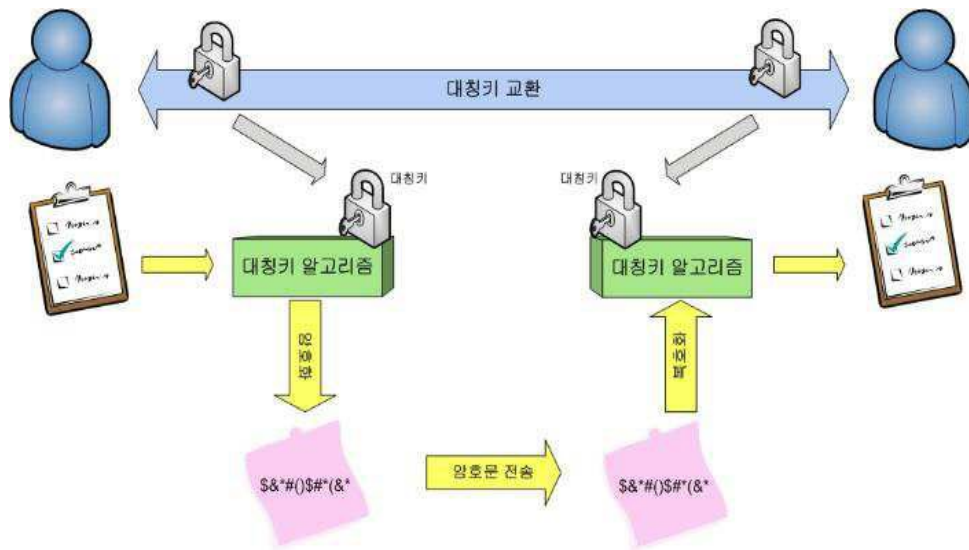 대칭키 교환
대칭키
대칭키
대칭키 알고리즘
대칭키 알고리즘
암호화
복호화
$&*#()$#*(&*
암호문 전송
$&*#()$#*(&*